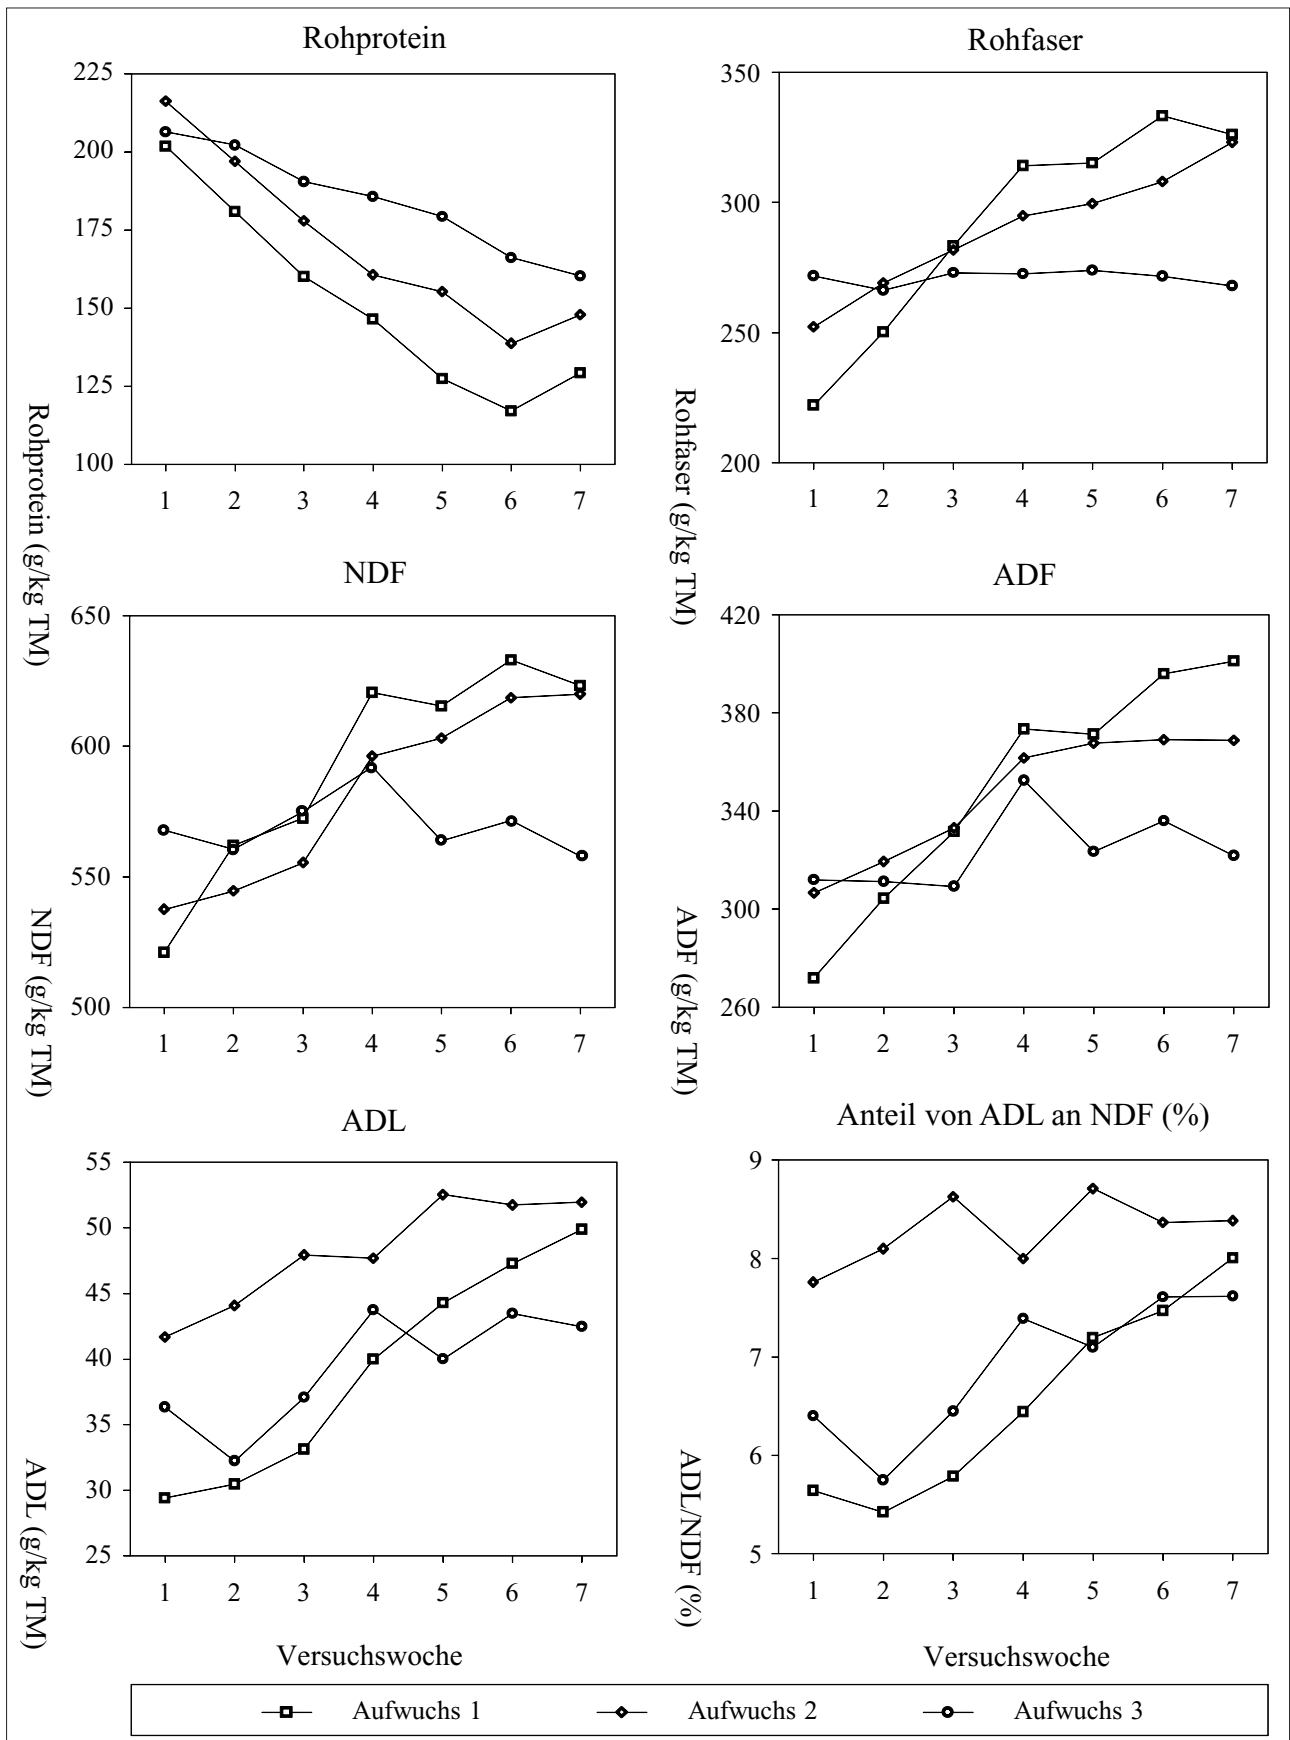 Rohprotein
225
200
175
150
125
100
1 2 3 4 5 6 7
Rohprotein (g/kg TM)
Rohfaser
350
300
250
200
1 2 3 4 5 6 7
Rohfaser (g/kg TM)
NDF
650
600
550
500
1 2 3 4 5 6 7
NDF (g/kg TM)
ADF
420
380
340
300
260
1 2 3 4 5 6 7
ADF (g/kg TM)
ADL
55
50
45
40
35
30
25
1 2 3 4 5 6 7
ADL (g/kg TM)
Versuchswoche
Anteil von ADL an NDF (%)
9
8
7
6
5
1 2 3 4 5 6 7
ADL/NDF (%)
Versuchswoche
Aufwuchs 1
Aufwuchs 2
Aufwuchs 3